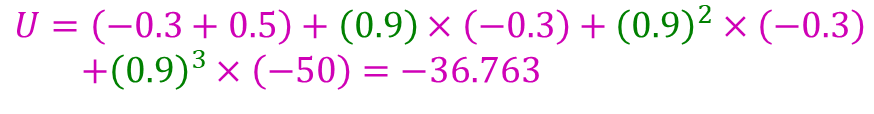 U = (−0.3 + 0.5) + (0.9) × (−0.3) + (0.9)² × (−0.3)
+(0.9)³ × (−50) = −36.763